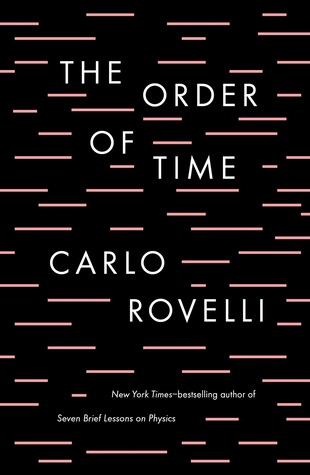 THE
ORDER
OF
TIME
CARLO
ROVELLI
New York Times–bestselling author of
Seven Brief Lessons on Physics